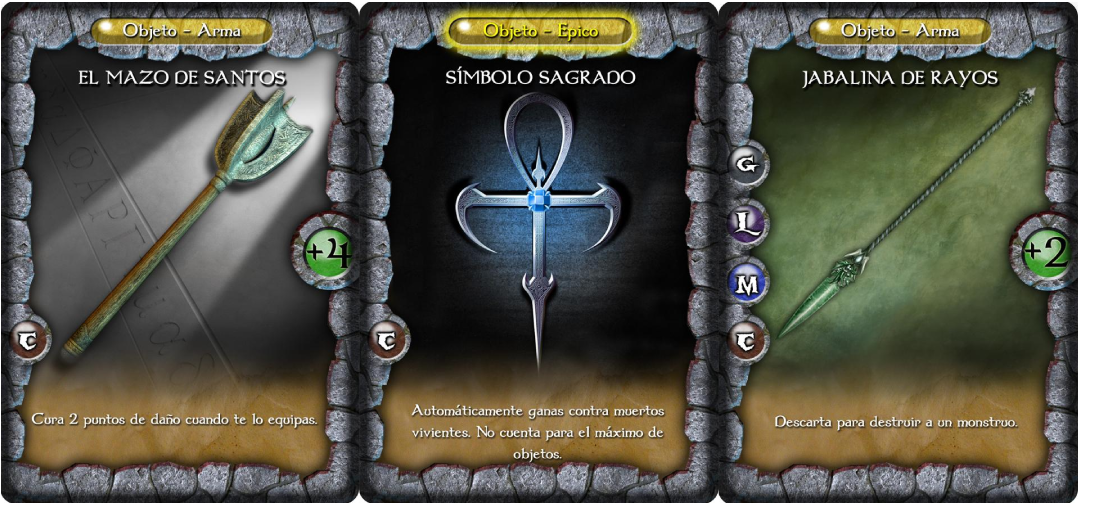 Objeto - Arma
EL MAZO DE SANTOS
+4
C
Cura 2 puntos de daño cuando te lo equipas.
Objeto - Epico
SÍMBOLO SAGRADO
C
Automáticamente ganas contra muertos
vivientes. No cuenta para el máximo de
objetos.
Objeto - Arma
JABALINA DE RAYOS
G
L
+2
M
C
Descarta para destruir a un monstruo.